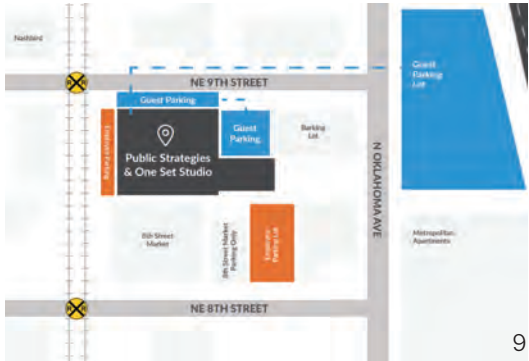 Nashbird
Guest
Parking
Lot
R R
NE 9TH STREET
Guest Parking
Employee Parking
Guest
Parking
Barking
Lot
Public Strategies
& One Set Studio
N OKLAHOMA AVE
8th Street
Market
8th Street Market
Parking Only
Employee
Parking Lot
Metropolitan
Apartments
R R
NE 8TH STREET
9